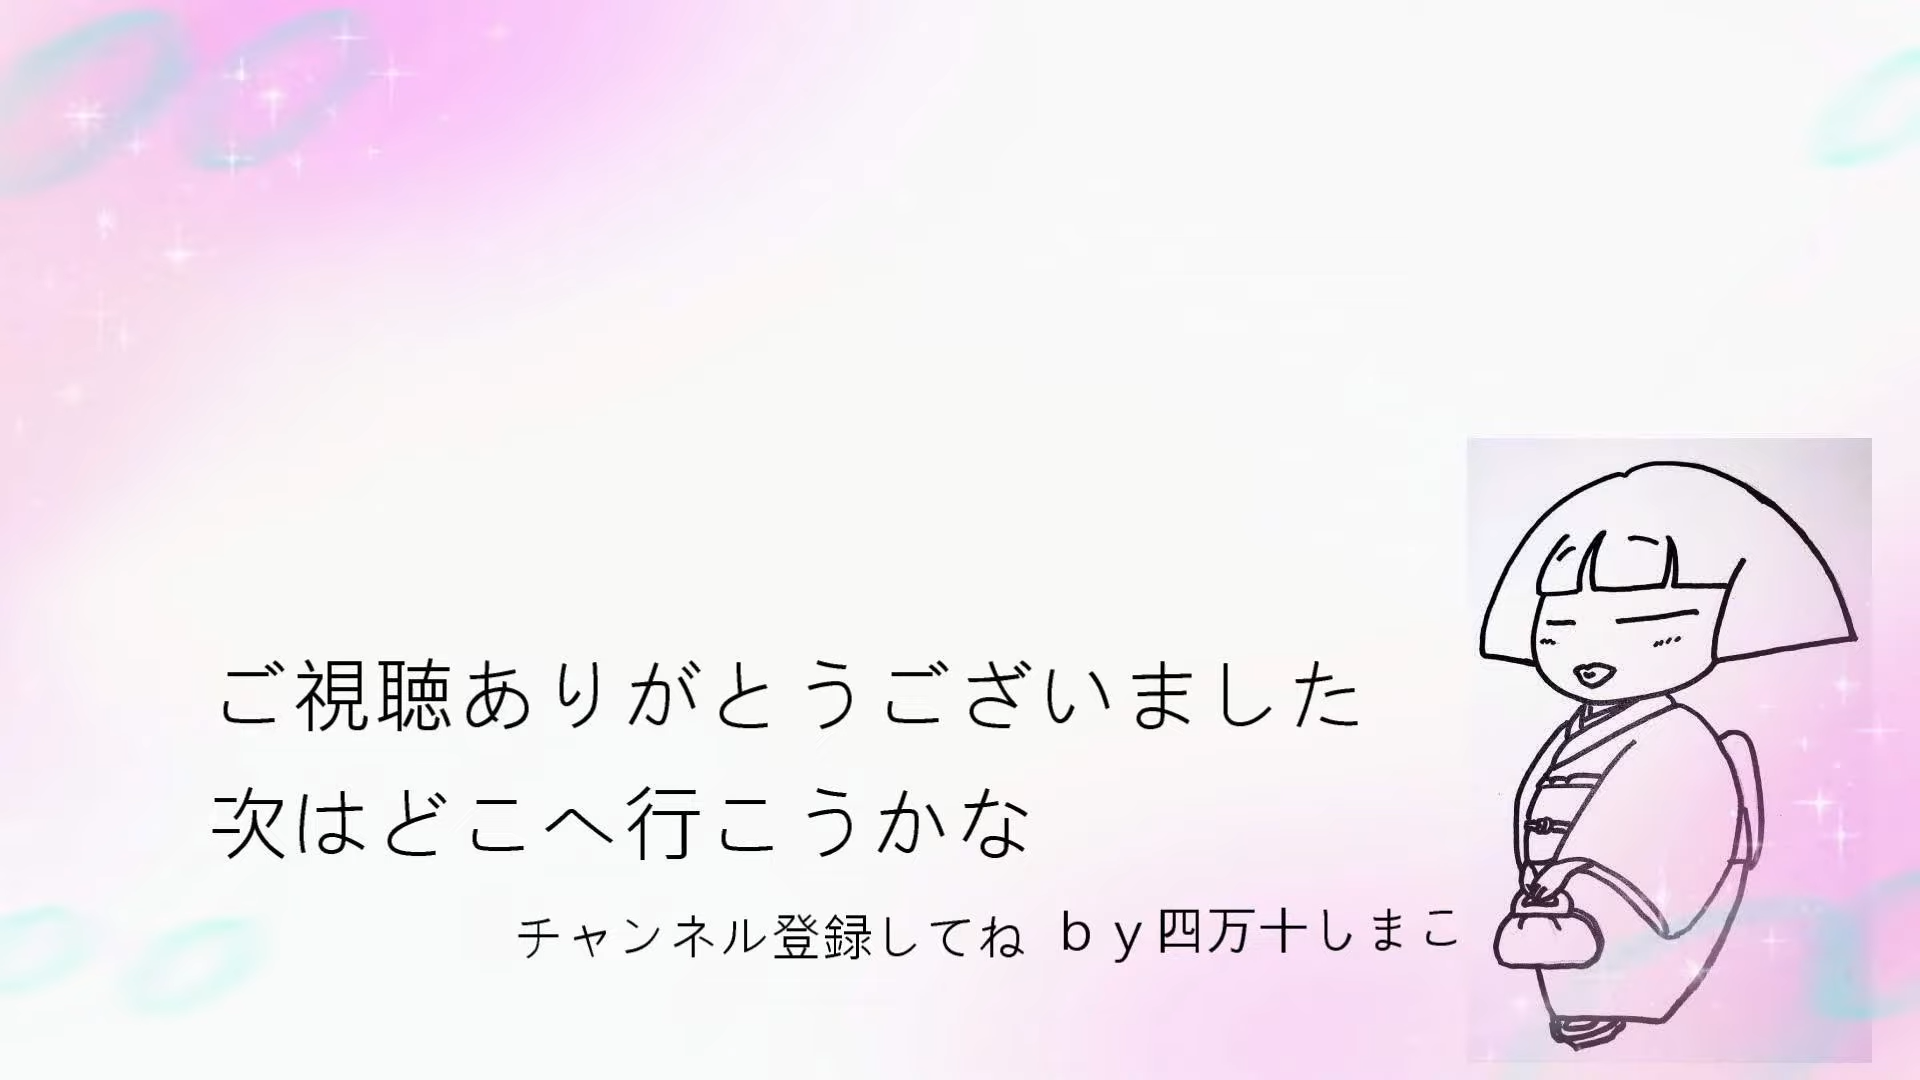 ご視聴ありがとうございました
次はどこへ行こうかな
チャンネル登録してね ｂｙ四万十しまこ